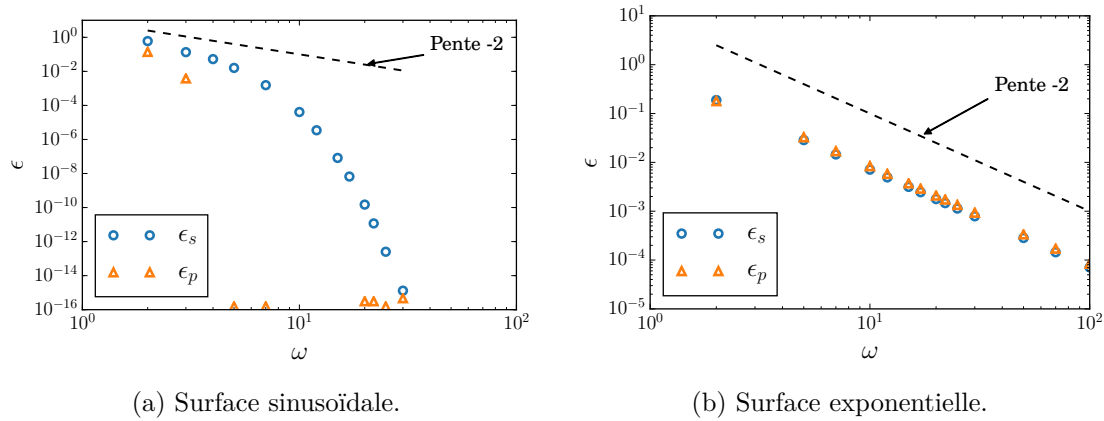 10^0
10^-2
10^-4
10^-6
10^-8
10^-10
10^-12
10^-14
10^-16
ϵ
Pente -2
ϵ_s
ϵ_p
10^0
10^1
10^2
ω
(a) Surface sinusoïdale.
10^1
10^0
10^-1
10^-2
10^-3
10^-4
10^-5
ϵ
Pente -2
ϵ_s
ϵ_p
10^0
10^1
10^2
ω
(b) Surface exponentielle.